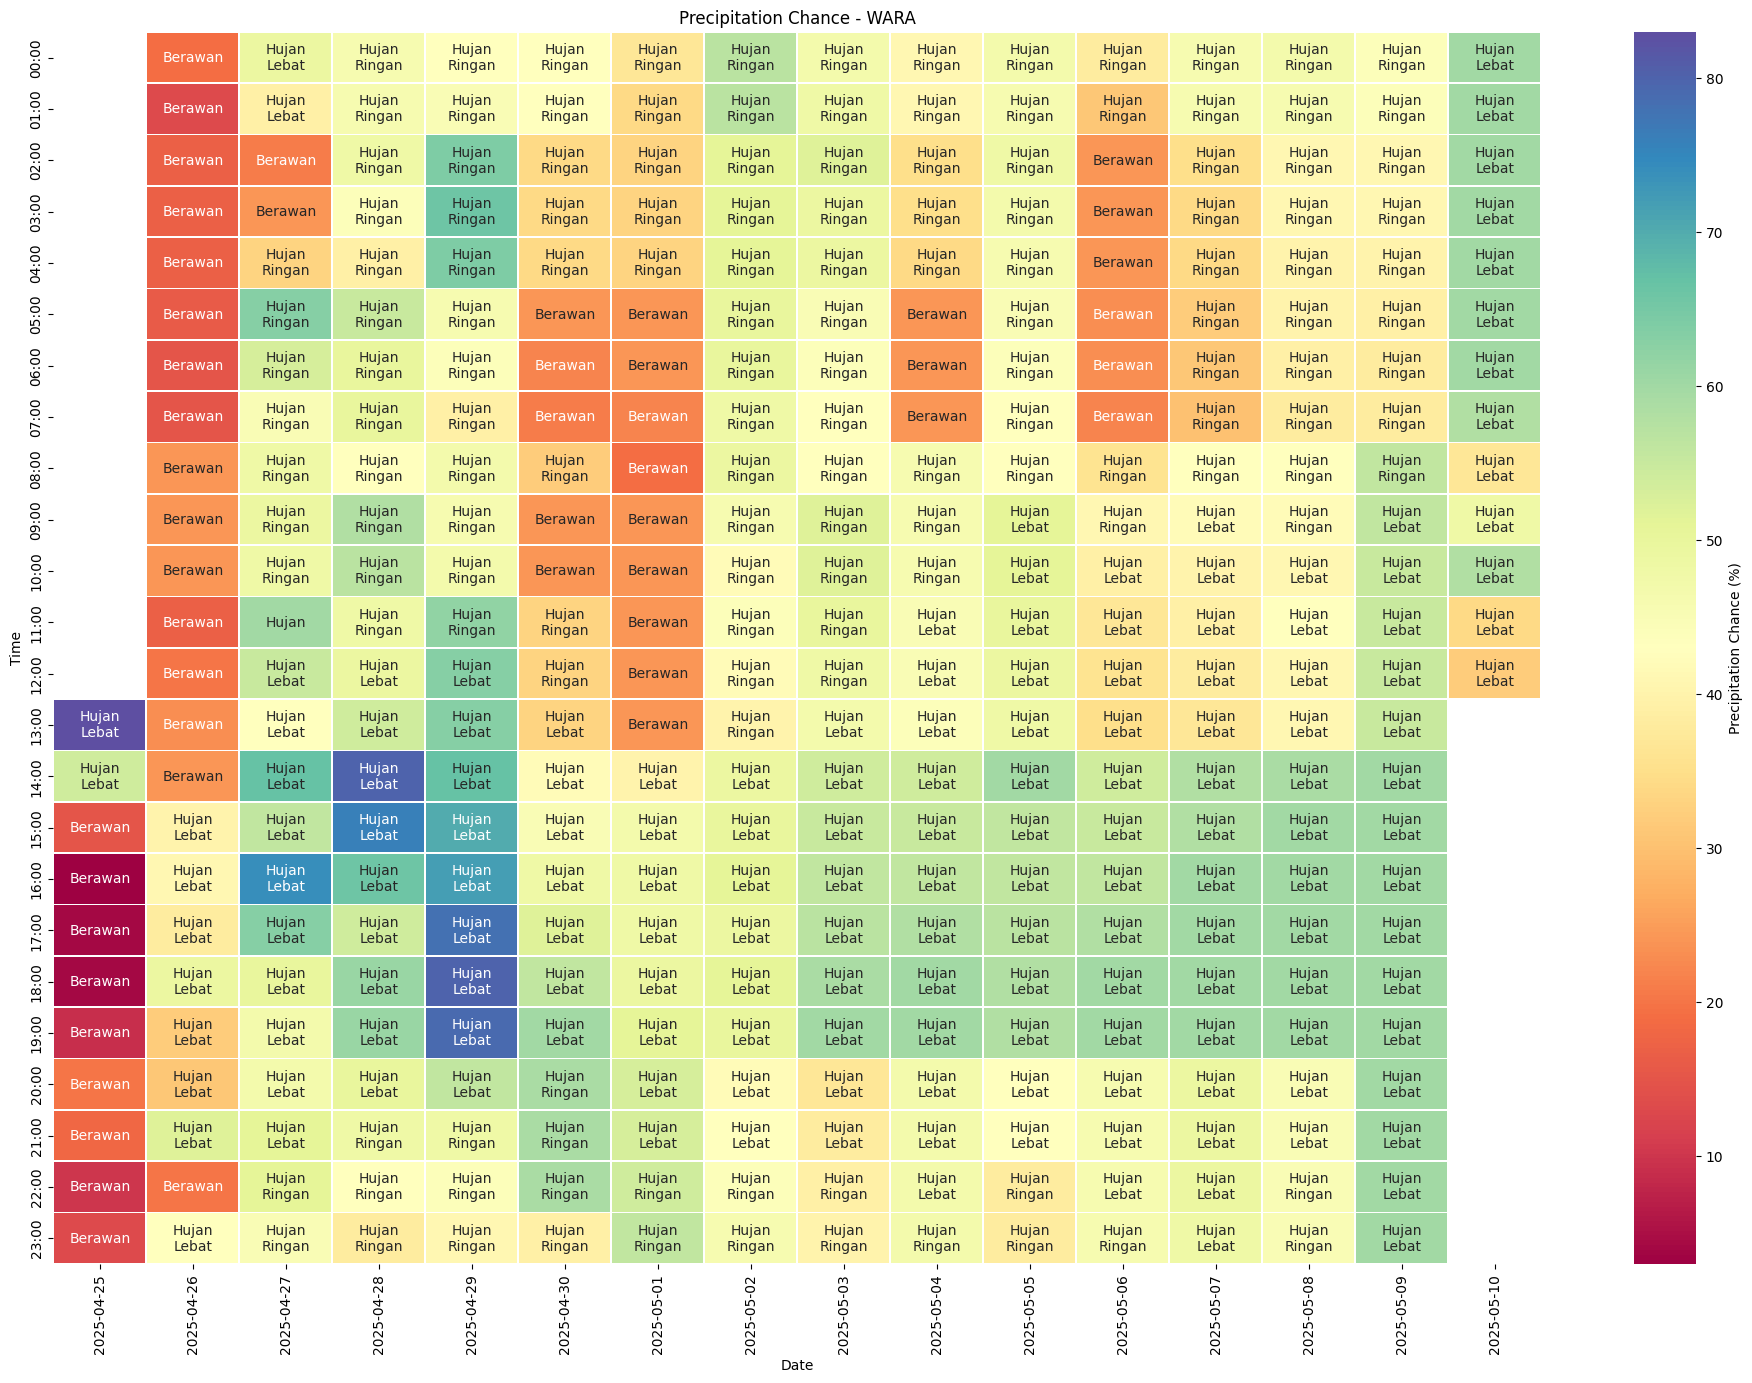 Precipitation Chance - WARA
00:00 Berawan Hujan Lebat Hujan Ringan Hujan Ringan Hujan Ringan Hujan Ringan Hujan Ringan Hujan Ringan Hujan Ringan Hujan Ringan Hujan Ringan Hujan Ringan Hujan Ringan Hujan Ringan Hujan Lebat
01:00 Berawan Hujan Lebat Hujan Ringan Hujan Ringan Hujan Ringan Hujan Ringan Hujan Ringan Hujan Ringan Hujan Ringan Hujan Ringan Hujan Ringan Hujan Ringan Hujan Ringan Hujan Ringan Hujan Lebat
02:00 Berawan Berawan Hujan Ringan Hujan Ringan Hujan Ringan Hujan Ringan Hujan Ringan Hujan Ringan Hujan Ringan Hujan Ringan Berawan Hujan Ringan Hujan Ringan Hujan Ringan Hujan Lebat
03:00 Berawan Berawan Hujan Ringan Hujan Ringan Hujan Ringan Hujan Ringan Hujan Ringan Hujan Ringan Hujan Ringan Hujan Ringan Berawan Hujan Ringan Hujan Ringan Hujan Ringan Hujan Lebat
04:00 Berawan Hujan Ringan Hujan Ringan Hujan Ringan Hujan Ringan Hujan Ringan Hujan Ringan Hujan Ringan Hujan Ringan Hujan Ringan Berawan Hujan Ringan Hujan Ringan Hujan Ringan Hujan Lebat
05:00 Berawan Hujan Ringan Hujan Ringan Hujan Ringan Berawan Berawan Hujan Ringan Hujan Ringan Berawan Hujan Ringan Berawan Hujan Ringan Hujan Ringan Hujan Ringan Hujan Lebat
06:00 Berawan Hujan Ringan Hujan Ringan Hujan Ringan Berawan Berawan Hujan Ringan Hujan Ringan Berawan Hujan Ringan Berawan Hujan Ringan Hujan Ringan Hujan Ringan Hujan Lebat
07:00 Berawan Hujan Ringan Hujan Ringan Hujan Ringan Berawan Berawan Hujan Ringan Hujan Ringan Berawan Hujan Ringan Berawan Hujan Ringan Hujan Ringan Hujan Ringan Hujan Lebat
08:00 Berawan Hujan Ringan Hujan Ringan Hujan Ringan Hujan Ringan Berawan Hujan Ringan Hujan Ringan Hujan Ringan Hujan Ringan Hujan Ringan Hujan Ringan Hujan Ringan Hujan Ringan Hujan Lebat
09:00 Berawan Hujan Ringan Hujan Ringan Hujan Ringan Berawan Berawan Hujan Ringan Hujan Ringan Hujan Ringan Hujan Lebat Hujan Ringan Hujan Lebat Hujan Ringan Hujan Lebat Hujan Lebat
10:00 Berawan Hujan Ringan Hujan Ringan Hujan Ringan Berawan Berawan Hujan Ringan Hujan Ringan Hujan Ringan Hujan Lebat Hujan Lebat Hujan Lebat Hujan Lebat Hujan Lebat Hujan Lebat
11:00 Berawan Hujan Hujan Ringan Hujan Ringan Hujan Ringan Berawan Hujan Ringan Hujan Ringan Hujan Lebat Hujan Lebat Hujan Lebat Hujan Lebat Hujan Lebat Hujan Lebat Hujan Lebat
12:00 Berawan Hujan Lebat Hujan Lebat Hujan Lebat Hujan Ringan Berawan Hujan Ringan Hujan Ringan Hujan Lebat Hujan Lebat Hujan Lebat Hujan Lebat Hujan Lebat Hujan Lebat Hujan Lebat
13:00 Hujan Lebat Berawan Hujan Lebat Hujan Lebat Hujan Lebat Hujan Lebat Berawan Hujan Ringan Hujan Lebat Hujan Lebat Hujan Lebat Hujan Lebat Hujan Lebat Hujan Lebat Hujan Lebat
14:00 Hujan Lebat Berawan Hujan Lebat Hujan Lebat Hujan Lebat Hujan Lebat Hujan Lebat Hujan Lebat Hujan Lebat Hujan Lebat Hujan Lebat Hujan Lebat Hujan Lebat Hujan Lebat Hujan Lebat
15:00 Berawan Hujan Lebat Hujan Lebat Hujan Lebat Hujan Lebat Hujan Lebat Hujan Lebat Hujan Lebat Hujan Lebat Hujan Lebat Hujan Lebat Hujan Lebat Hujan Lebat Hujan Lebat Hujan Lebat
16:00 Berawan Hujan Lebat Hujan Lebat Hujan Lebat Hujan Lebat Hujan Lebat Hujan Lebat Hujan Lebat Hujan Lebat Hujan Lebat Hujan Lebat Hujan Lebat Hujan Lebat Hujan Lebat Hujan Lebat
17:00 Berawan Hujan Lebat Hujan Lebat Hujan Lebat Hujan Lebat Hujan Lebat Hujan Lebat Hujan Lebat Hujan Lebat Hujan Lebat Hujan Lebat Hujan Lebat Hujan Lebat Hujan Lebat Hujan Lebat
18:00 Berawan Hujan Lebat Hujan Lebat Hujan Lebat Hujan Lebat Hujan Lebat Hujan Lebat Hujan Lebat Hujan Lebat Hujan Lebat Hujan Lebat Hujan Lebat Hujan Lebat Hujan Lebat Hujan Lebat
19:00 Berawan Hujan Lebat Hujan Lebat Hujan Lebat Hujan Lebat Hujan Lebat Hujan Lebat Hujan Lebat Hujan Lebat Hujan Lebat Hujan Lebat Hujan Lebat Hujan Lebat Hujan Lebat Hujan Lebat
20:00 Berawan Hujan Lebat Hujan Lebat Hujan Lebat Hujan Lebat Hujan Ringan Hujan Lebat Hujan Lebat Hujan Lebat Hujan Lebat Hujan Lebat Hujan Lebat Hujan Lebat Hujan Lebat Hujan Lebat
21:00 Berawan Hujan Lebat Hujan Lebat Hujan Ringan Hujan Ringan Hujan Ringan Hujan Lebat Hujan Lebat Hujan Lebat Hujan Lebat Hujan Lebat Hujan Lebat Hujan Lebat Hujan Lebat Hujan Lebat
22:00 Berawan Berawan Hujan Ringan Hujan Ringan Hujan Ringan Hujan Ringan Hujan Ringan Hujan Ringan Hujan Ringan Hujan Lebat Hujan Ringan Hujan Lebat Hujan Lebat Hujan Ringan Hujan Lebat
23:00 Berawan Hujan Lebat Hujan Ringan Hujan Ringan Hujan Ringan Hujan Ringan Hujan Ringan Hujan Ringan Hujan Ringan Hujan Ringan Hujan Ringan Hujan Ringan Hujan Lebat Hujan Ringan Hujan Lebat
Time
2025-04-25 2025-04-26 2025-04-27 2025-04-28 2025-04-29 2025-04-30 2025-05-01 2025-05-02 2025-05-03 2025-05-04 2025-05-05 2025-05-06 2025-05-07 2025-05-08 2025-05-09 2025-05-10
Date
80
70
60
50
40
30
20
10
Precipitation Chance (%)